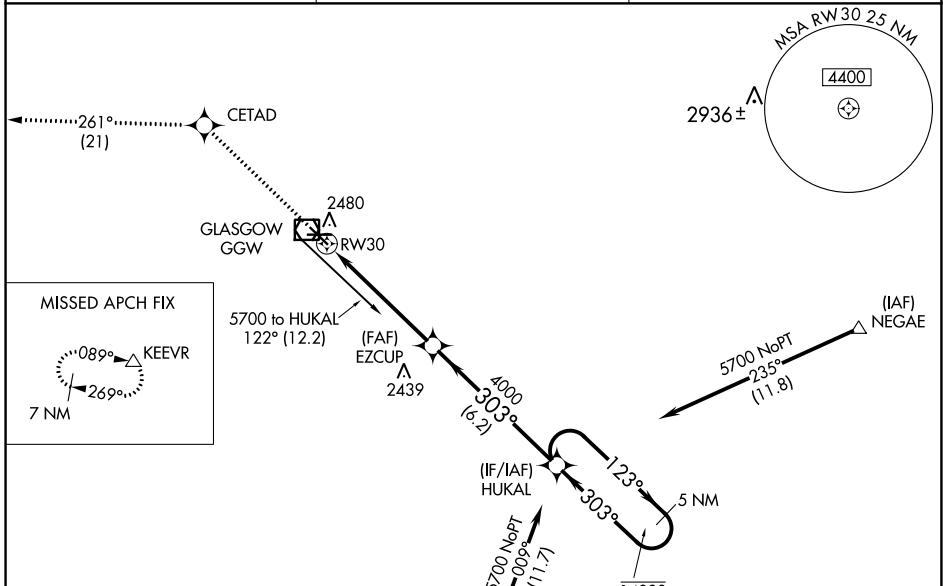 MSA RW30 25 NM
4400
2936±
261°
(21)
CETAD
2480
GLASGOW
GGW
RW30
5700 to HUKAL
122° (12.2)
(FAF)
EZCUP
2439
MISSED APCH FIX
089°
KEEVR
269°
7 NM
(IAF)
NEGAE
5700 NoPT
235°
(11.8)
4000
303°
(6.2)
(IF/IAF)
HUKAL
123°
303°
5 NM
5700 NoPT
009°
(11.7)